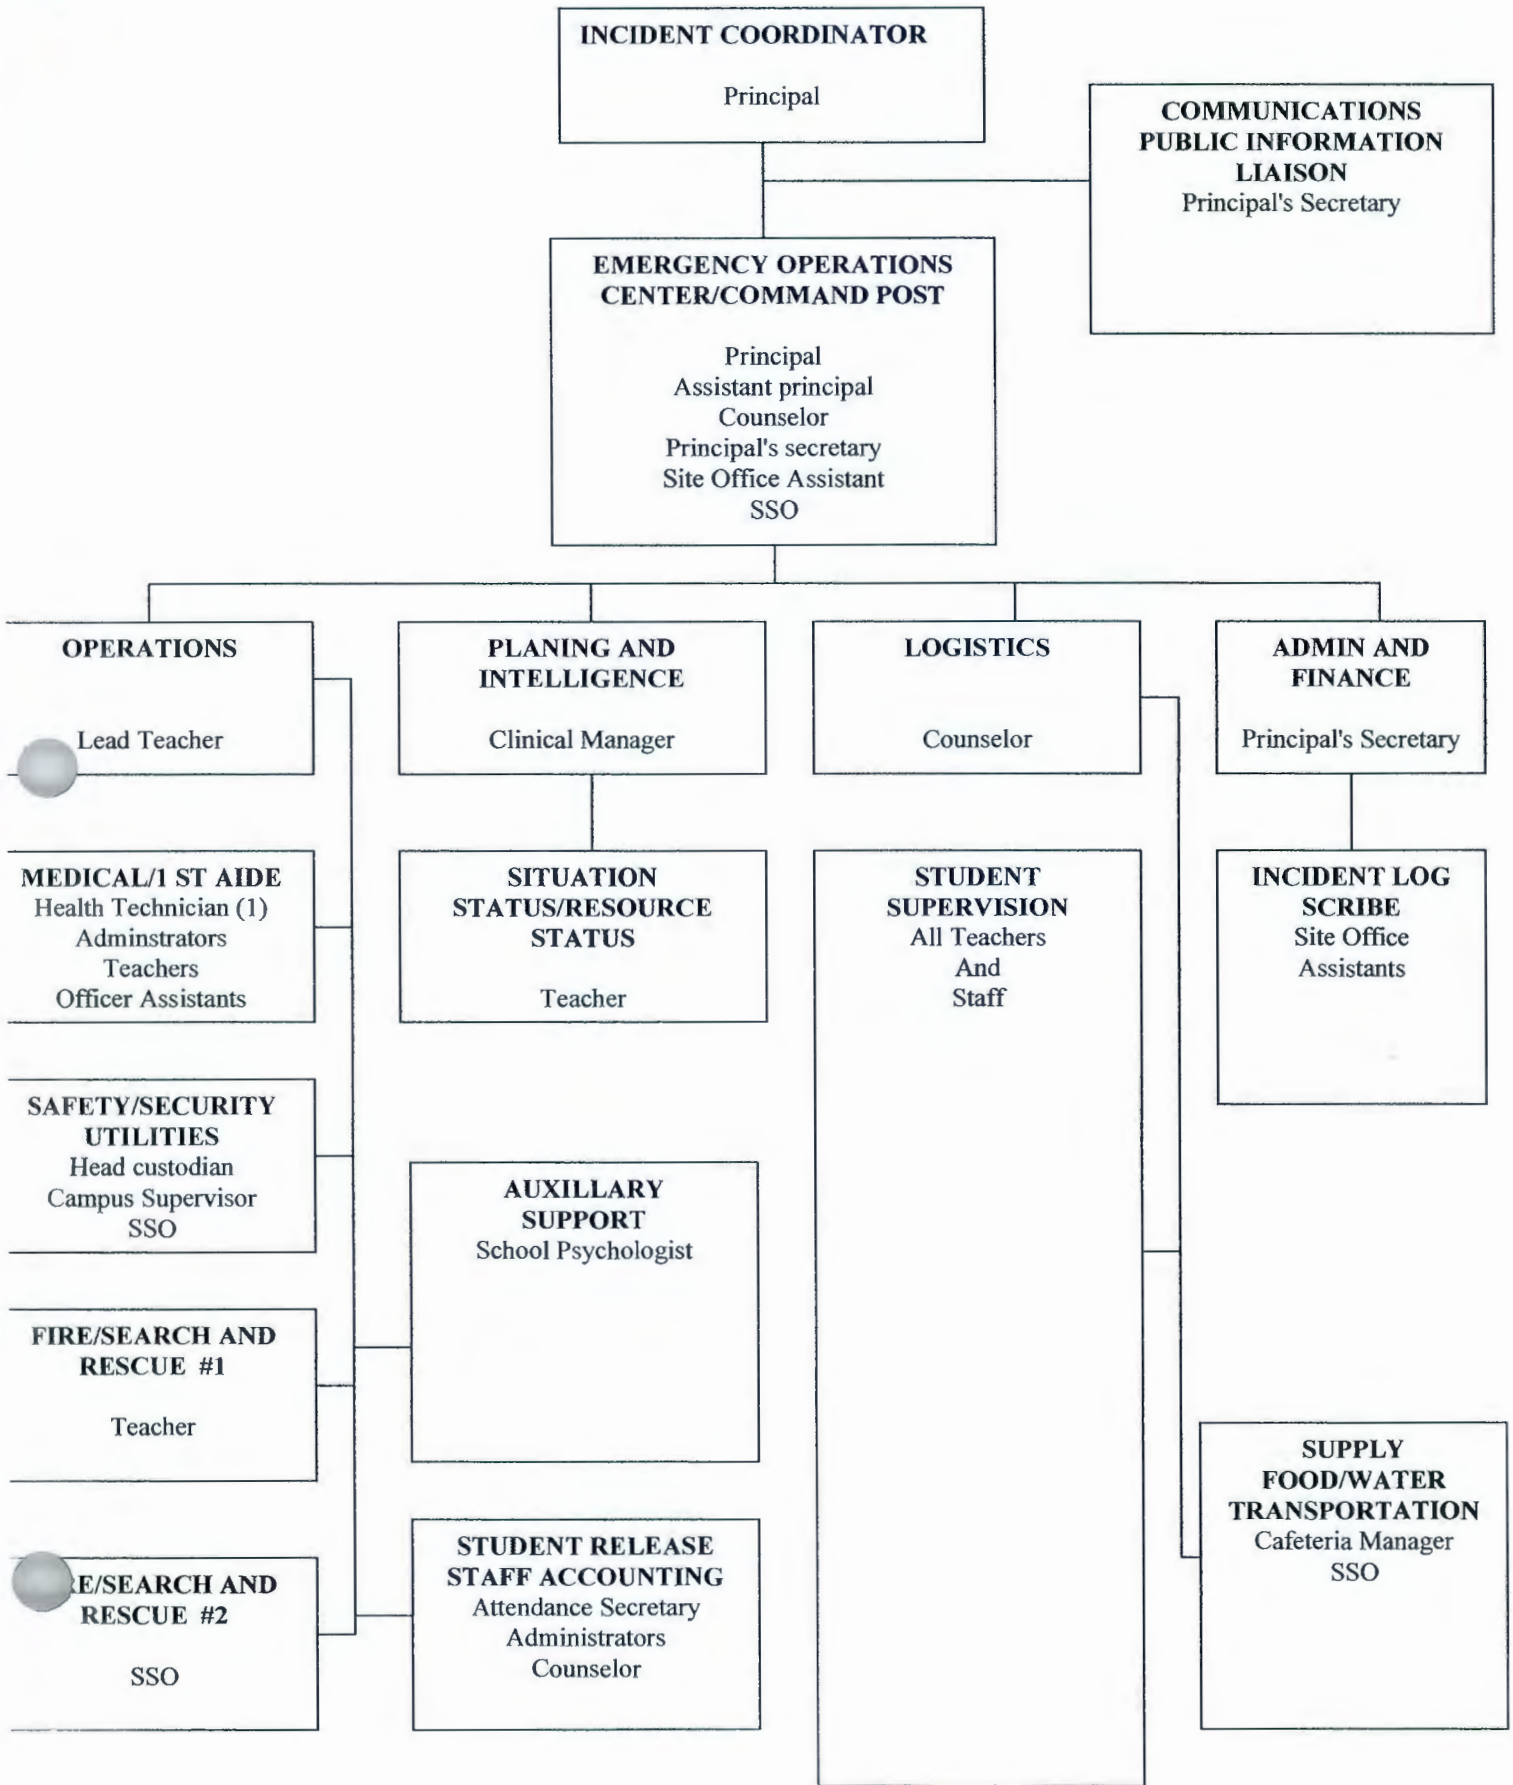 INCIDENT COORDINATOR
Principal
COMMUNICATIONS
PUBLIC INFORMATION
LIAISON
Principal's Secretary
EMERGENCY OPERATIONS
CENTER/COMMAND POST
Principal
Assistant principal
Counselor
Principal's secretary
Site Office Assistant
SSO
OPERATIONS
Lead Teacher
PLANING AND
INTELLIGENCE
Clinical Manager
LOGISTICS
Counselor
ADMIN AND
FINANCE
Principal's Secretary
MEDICAL/1 ST AIDE
Health Technician (1)
Adminstrators
Teachers
Officer Assistants
SITUATION
STATUS/RESOURCE
STATUS
Teacher
STUDENT
SUPERVISION
All Teachers
And
Staff
INCIDENT LOG
SCRIBE
Site Office
Assistants
SAFETY/SECURITY
UTILITIES
Head custodian
Campus Supervisor
SSO
AUXILLARY
SUPPORT
School Psychologist
FIRE/SEARCH AND
RESCUE #1
Teacher
SUPPLY
FOOD/WATER
TRANSPORTATION
Cafeteria Manager
SSO
E/SEARCH AND
RESCUE #2
SSO
STUDENT RELEASE
STAFF ACCOUNTING
Attendance Secretary
Administrators
Counselor